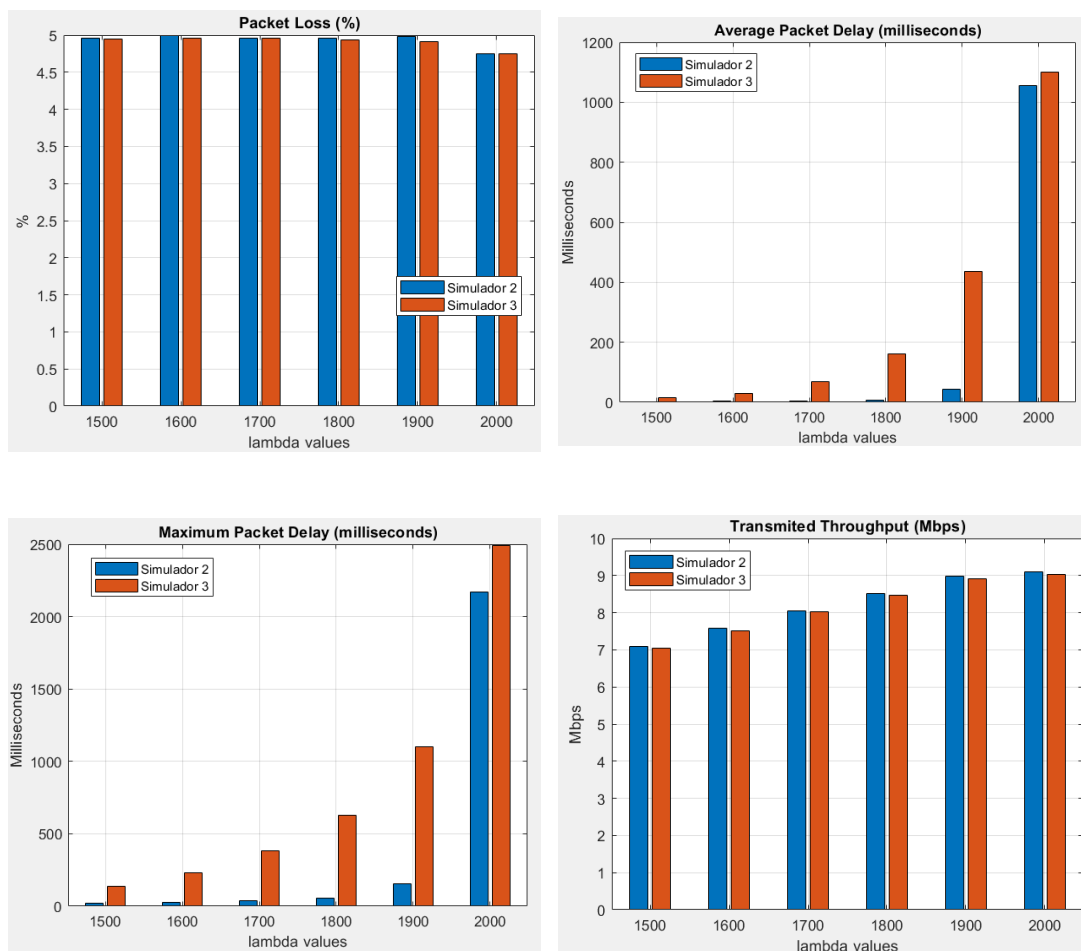 Packet Loss (%)
5
4.5
4
3.5
3
2.5
2
1.5
1
0.5
0
%
Simulador 2
Simulador 3
1500 1600 1700 1800 1900 2000
lambda values
Average Packet Delay (milliseconds)
1200
1000
800
600
400
200
0
Milliseconds
Simulador 2
Simulador 3
1500 1600 1700 1800 1900 2000
lambda values
Maximum Packet Delay (milliseconds)
2500
2000
1500
1000
500
0
Milliseconds
Simulador 2
Simulador 3
1500 1600 1700 1800 1900 2000
lambda values
Transmited Throughput (Mbps)
10
9
8
7
6
5
4
3
2
1
0
Mbps
Simulador 2
Simulador 3
1500 1600 1700 1800 1900 2000
lambda values